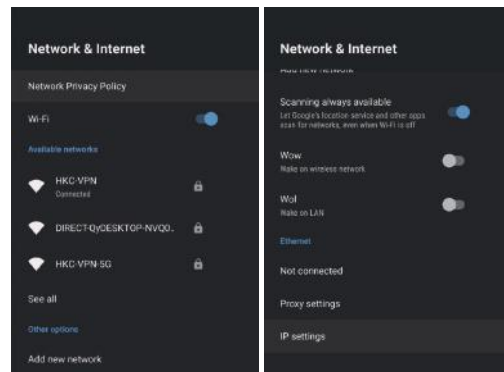 Network & Internet
Network Privacy Policy
Wi-Fi
Available networks
HKC-VPN
Connected
DIRECT-QyDESKTOP-NVQ0..
HKC-VPN-5G
See all
Other options
Add new network
Network & Internet
Add new network
Scanning always available
Let Google's location service and other apps
scan for networks, even when Wi-Fi is off
Wow
Wake on wireless network
Wol
Wake on LAN
Ethernet
Not connected
Proxy settings
IP settings